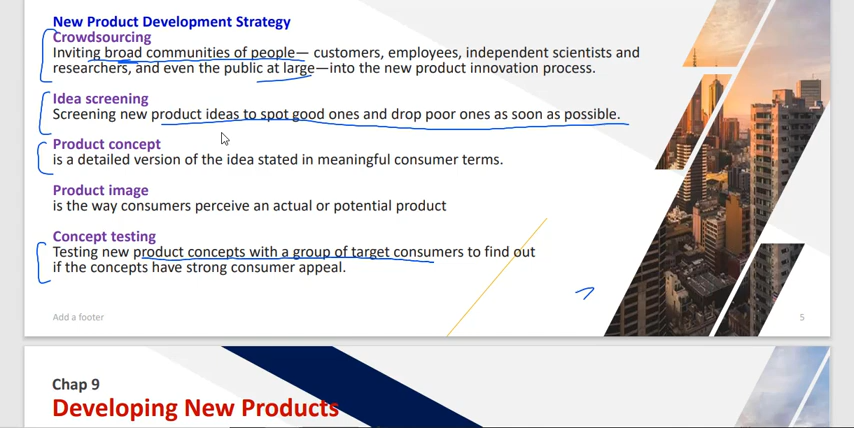 New Product Development Strategy
Crowdsourcing
Inviting broad communities of people— customers, employees, independent scientists and
researchers, and even the public at large—into the new product innovation process.
Idea screening
Screening new product ideas to spot good ones and drop poor ones as soon as possible.
Product concept
is a detailed version of the idea stated in meaningful consumer terms.
Product image
is the way consumers perceive an actual or potential product
Concept testing
Testing new product concepts with a group of target consumers to find out
if the concepts have strong consumer appeal.
Add a footer
5
Chap 9
Developing New Products